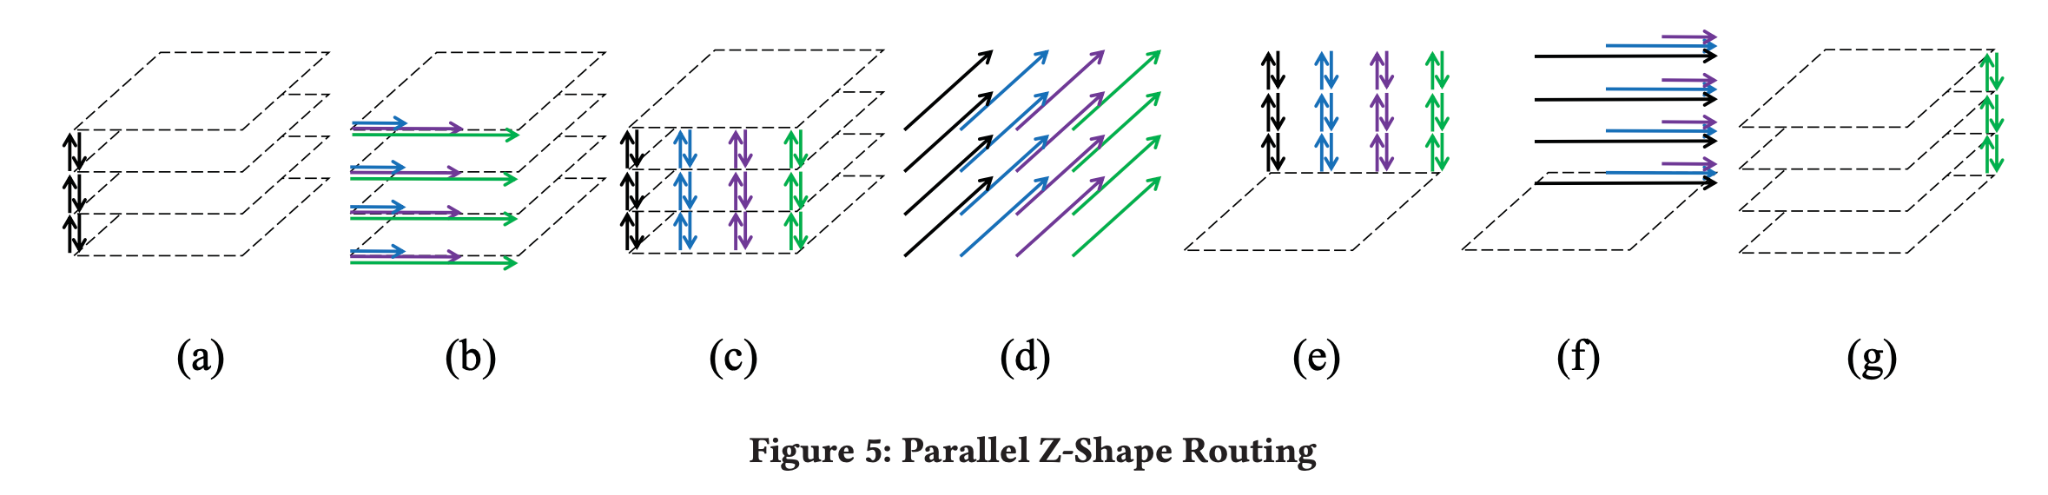 (a) (b) (c) (d) (e) (f) (g)
Figure 5: Parallel Z-Shape Routing